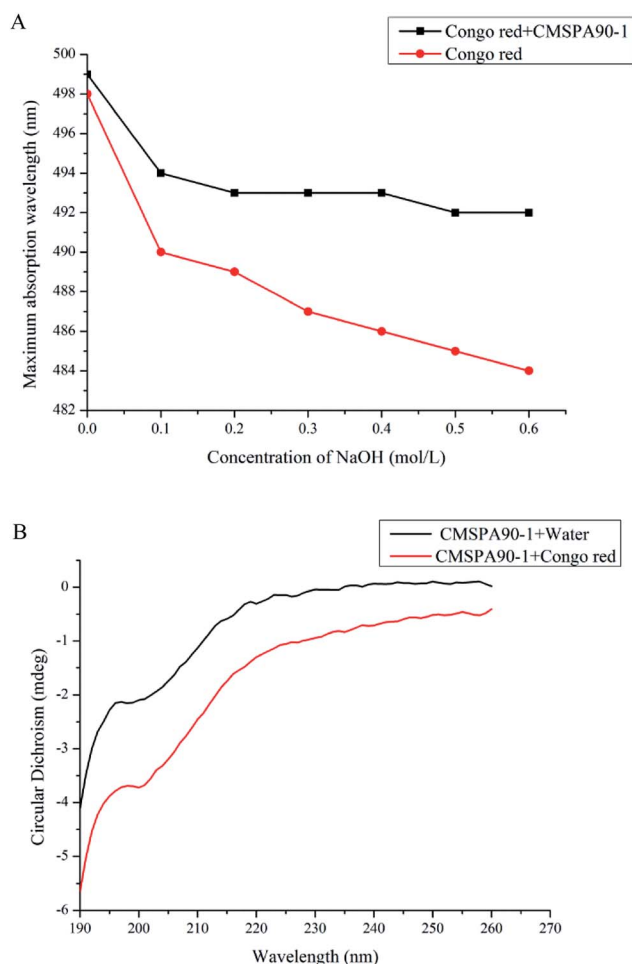 A
Congo red+CMSPA90-1
Congo red
500
498
496
494
492
490
488
486
484
482
Maximum absorption wavelength (nm)
0.0 0.1 0.2 0.3 0.4 0.5 0.6
Concentration of NaOH (mol/L)
B
CMSPA90-1+Water
CMSPA90-1+Congo red
0
-1
-2
-3
-4
-5
-6
Circular Dichroism (mdeg)
190 200 210 220 230 240 250 260 270
Wavelength (nm)